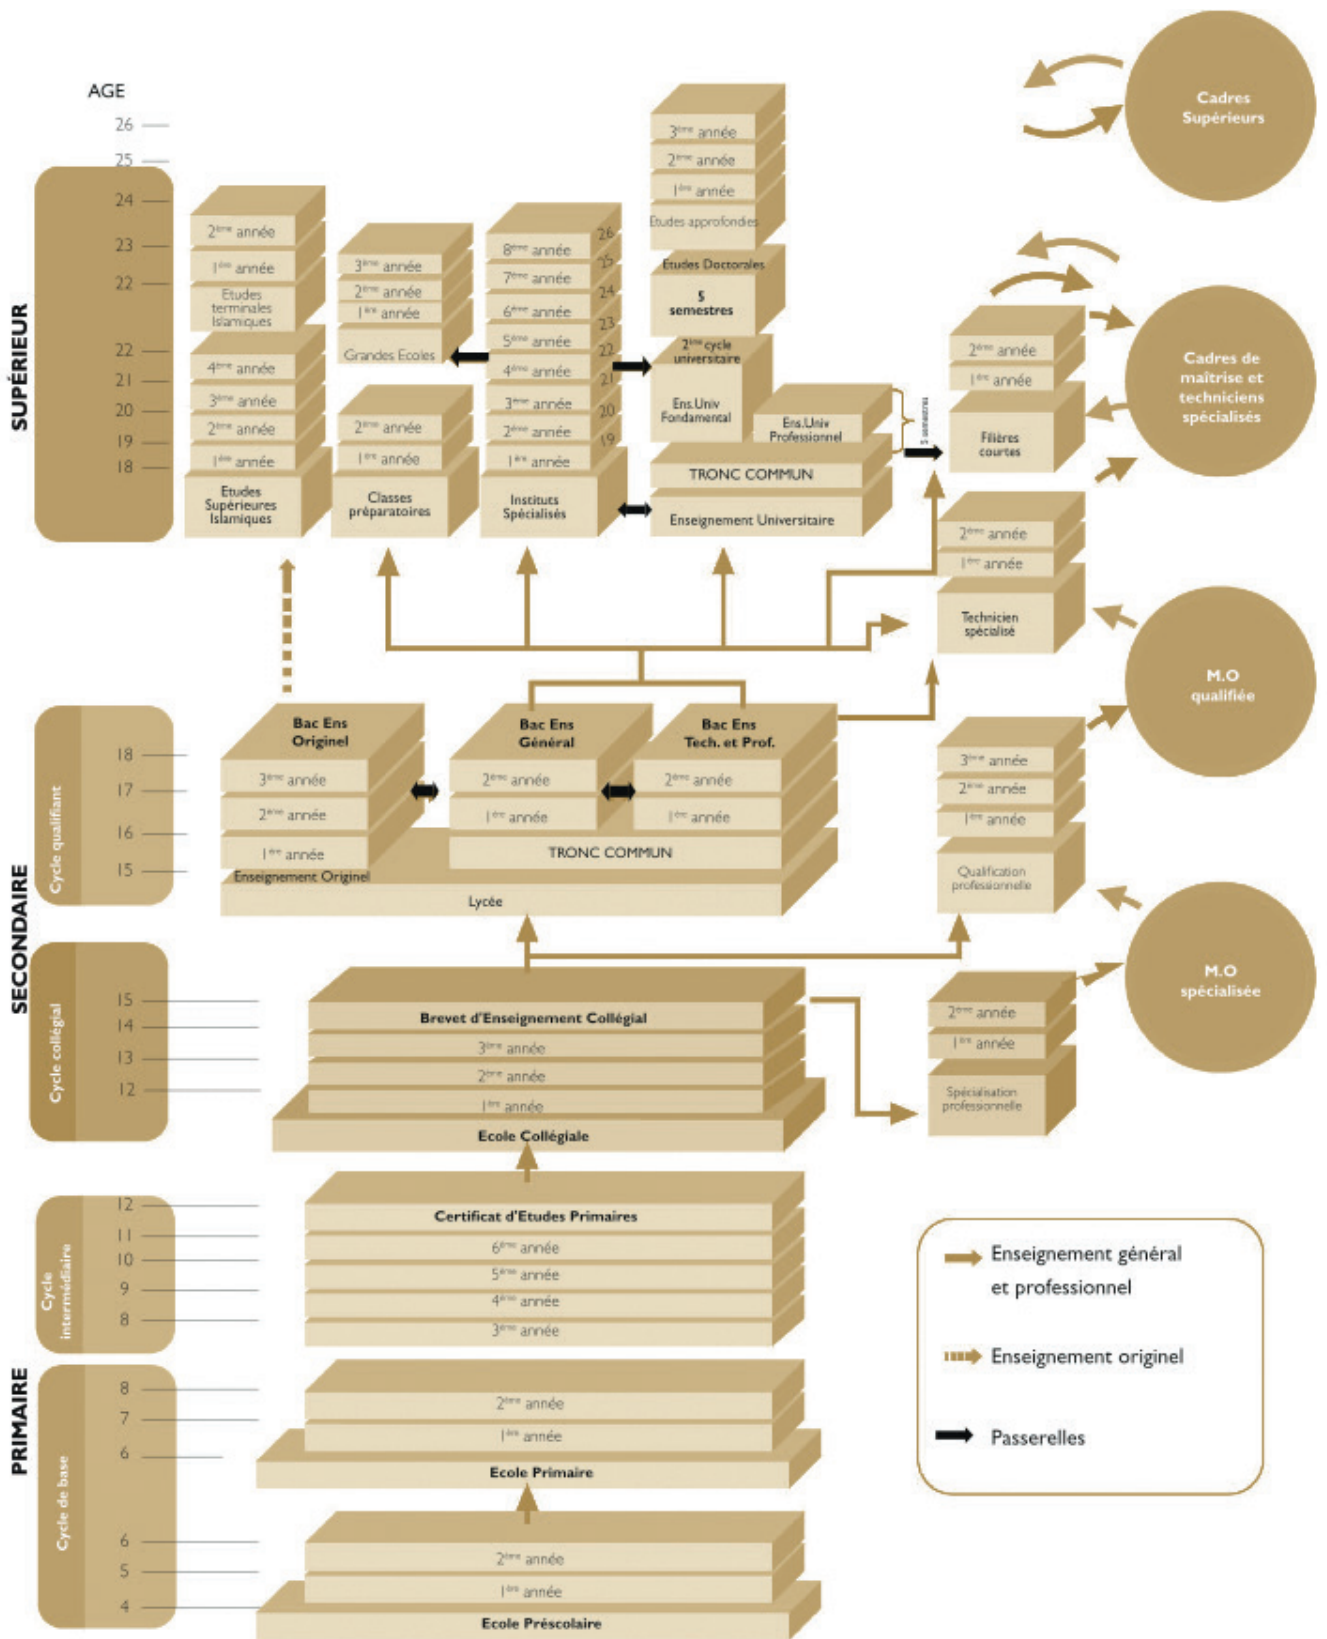 AGE
26
25
24
23
22
22
21
20
19
18
SUPÉRIEUR
2ème année
1ère année
Etudes
terminales
Islamiques
4ème année
3ème année
2ème année
1ère année
Etudes
Supérieures
Islamiques
3ème année
2ème année
1ère année
Grandes Ecoles
2ème année
1ère année
Classes
préparatoires
8ème année
7ème année
6ème année
5ème année
4ème année
3ème année
2ème année
1ère année
26
25
24
23
22
21
20
19
Instituts
Spécialisés
3ème année
2ème année
1ère année
Etudes approfondies
Etudes Doctorales
5
semestres
2ème cycle
universitaire
Ens.Univ
Fondamental
Ens.Univ
Professionnel
5 semestres
TRONC COMMUN
Enseignement Universitaire
2ème année
1ère année
Filières
courtes
2ème année
1ère année
Technicien
spécialisé
Cadres
Supérieurs
Cadres de
maîtrise et
techniciens
spécialisés
M.O
qualifiée
M.O
spécialisée
SECONDAIRE
Cycle qualifiant
18
17
16
15
Bac Ens
Originel
3ème année
2ème année
1ère année
Enseignement Originel
Bac Ens
Général
2ème année
1ère année
Bac Ens
Tech. et Prof.
2ème année
1ère année
TRONC COMMUN
Lycée
3ème année
2ème année
1ère année
Qualification
professionnelle
Cycle collégial
15
14
13
12
Brevet d'Enseignement Collégial
3ème année
2ème année
1ère année
Ecole Collégiale
2ème année
1ère année
Spécialisation
professionnelle
PRIMAIRE
Cycle
intermédiaire
12
11
10
9
8
Certificat d'Etudes Primaires
6ème année
5ème année
4ème année
3ème année
Cycle de base
8
7
6
2ème année
1ère année
Ecole Primaire
6
5
4
2ème année
1ère année
Ecole Préscolaire
Enseignement général
et professionnel
Enseignement originel
Passerelles